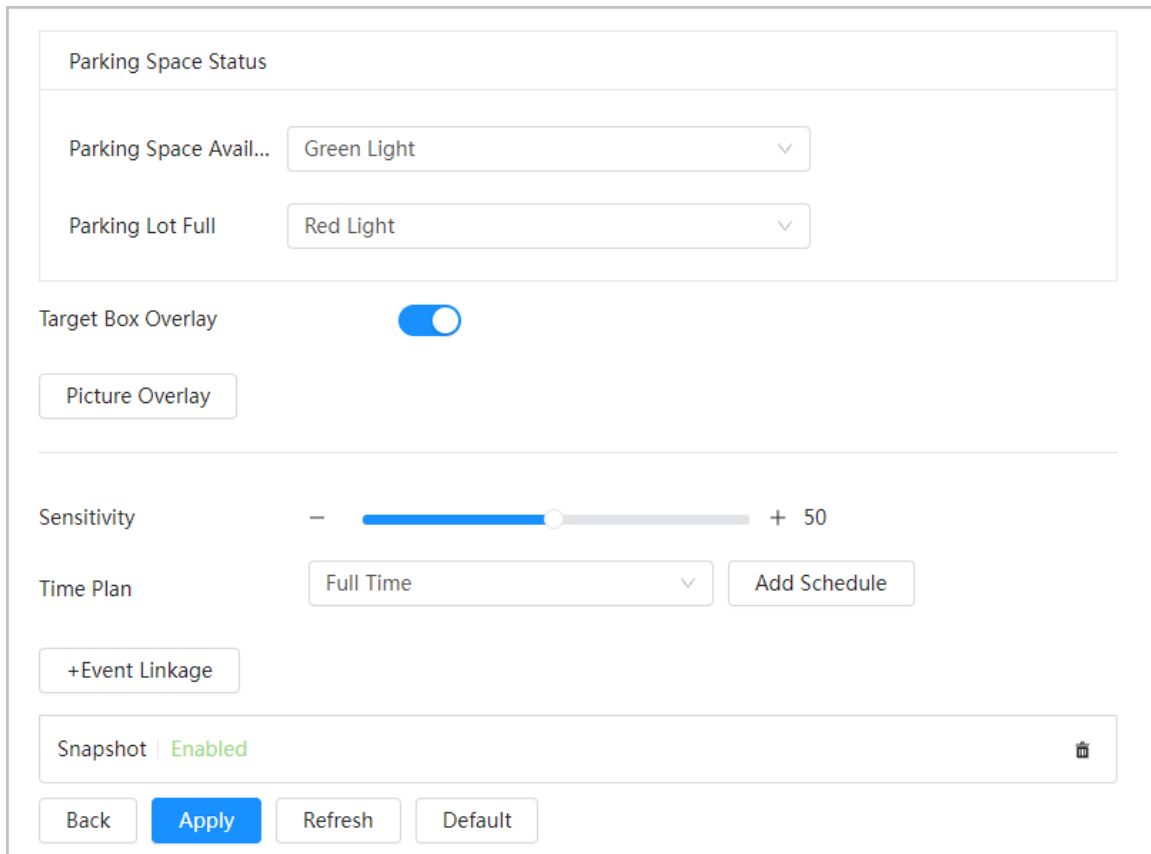 Parking Space Status
Parking Space Avail... Green Light
Parking Lot Full Red Light
Target Box Overlay
Picture Overlay
Sensitivity − + 50
Time Plan Full Time Add Schedule
+Event Linkage
Snapshot Enabled
Back Apply Refresh Default